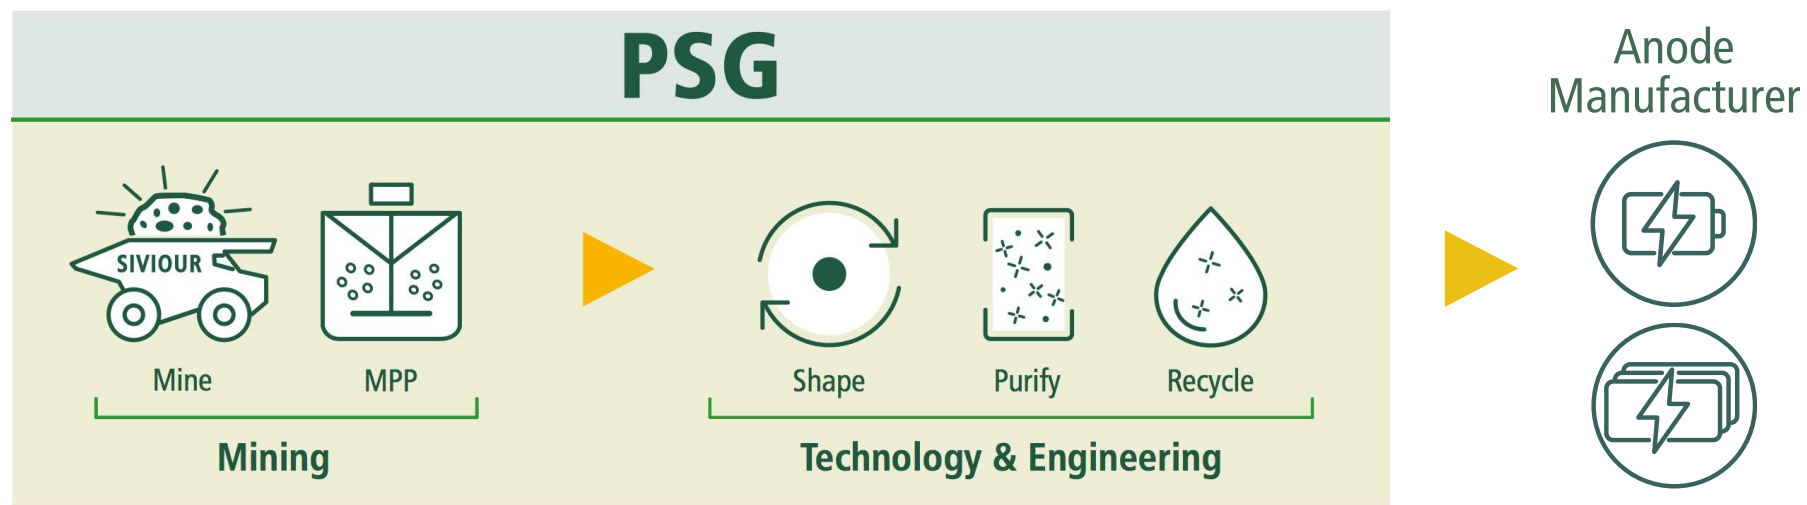 PSG
Anode
Manufacturer
SIVIOUR
Mine
MPP
Shape
Purify
Recycle
Mining
Technology & Engineering